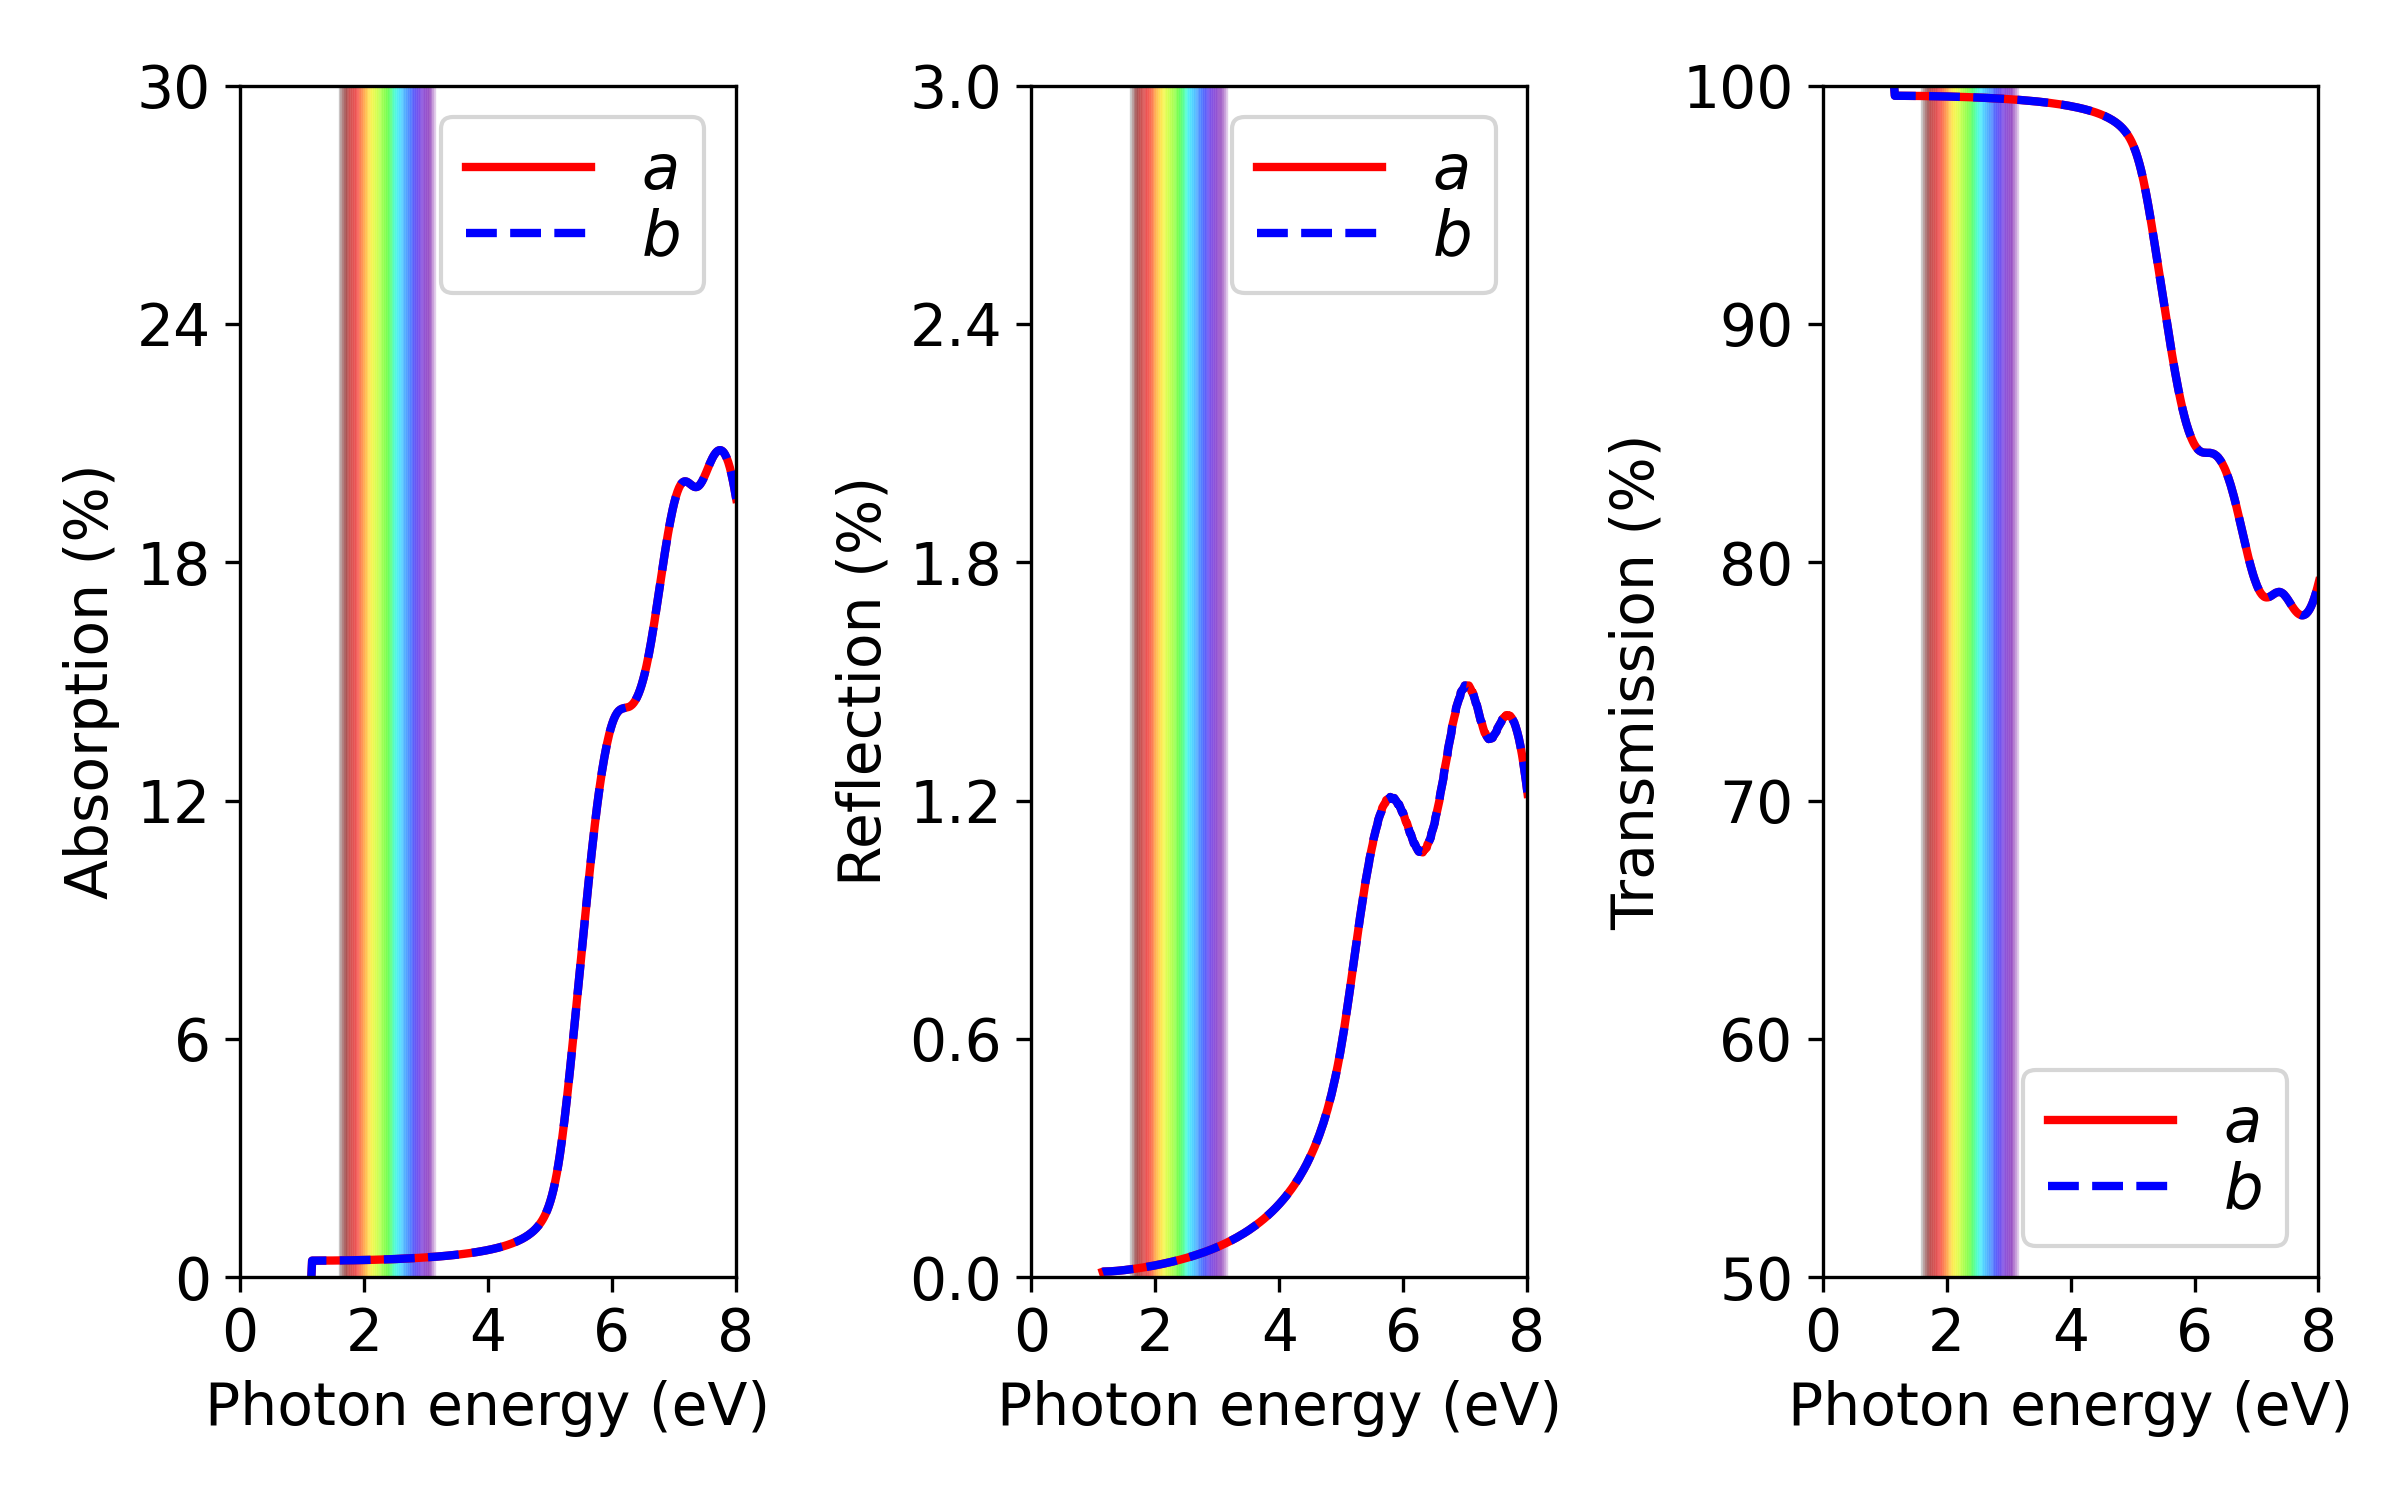 Absorption (%)
30
24
18
12
6
0
0 2 4 6 8
Photon energy (eV)
a
b
Reflection (%)
3.0
2.4
1.8
1.2
0.6
0.0
0 2 4 6 8
Photon energy (eV)
a
b
Transmission (%)
100
90
80
70
60
50
0 2 4 6 8
Photon energy (eV)
a
b